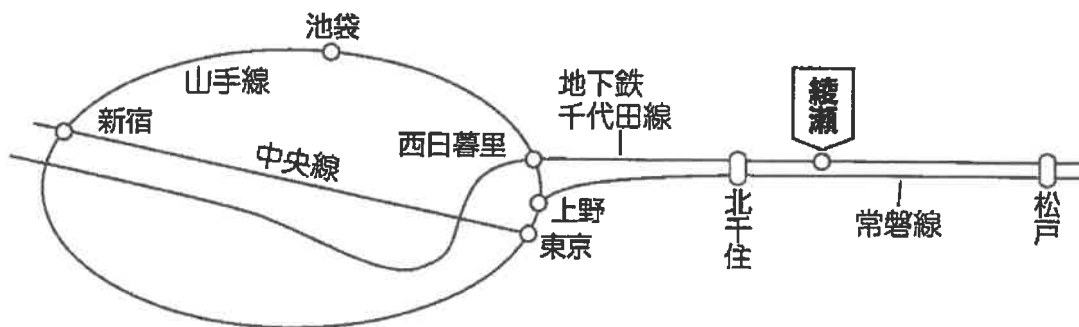 池袋
山手線
新宿
中央線
西日暮里
地下鉄
千代田線
綾瀬
上野
東京
北千住
常磐線
松戸